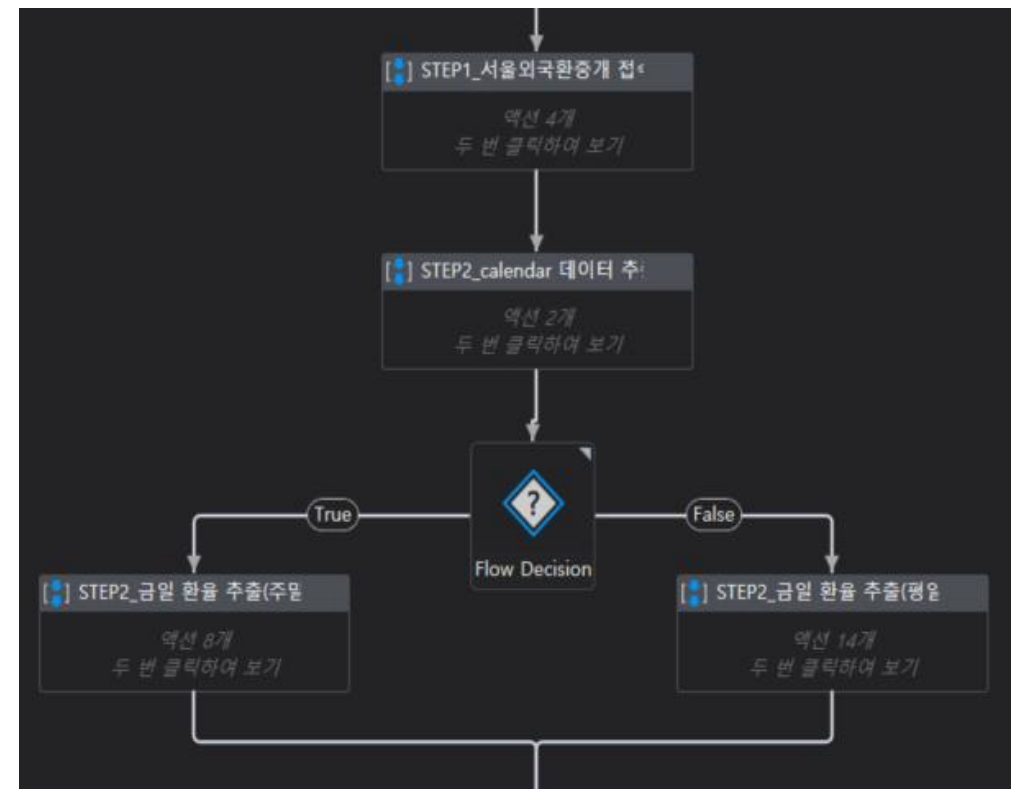 STEP1_서울외국환중개
액션 4개
두 번 클릭하여 보기
STEP2_calendar 데이터
액션 2개
두 번 클릭하여 보기
True
?
False
Flow Decision
STEP2_금일 환율 추출(주말
액션 8개
두 번 클릭하여 보기
STEP2_금일 환율 추출(평일
액션 14개
두 번 클릭하여 보기